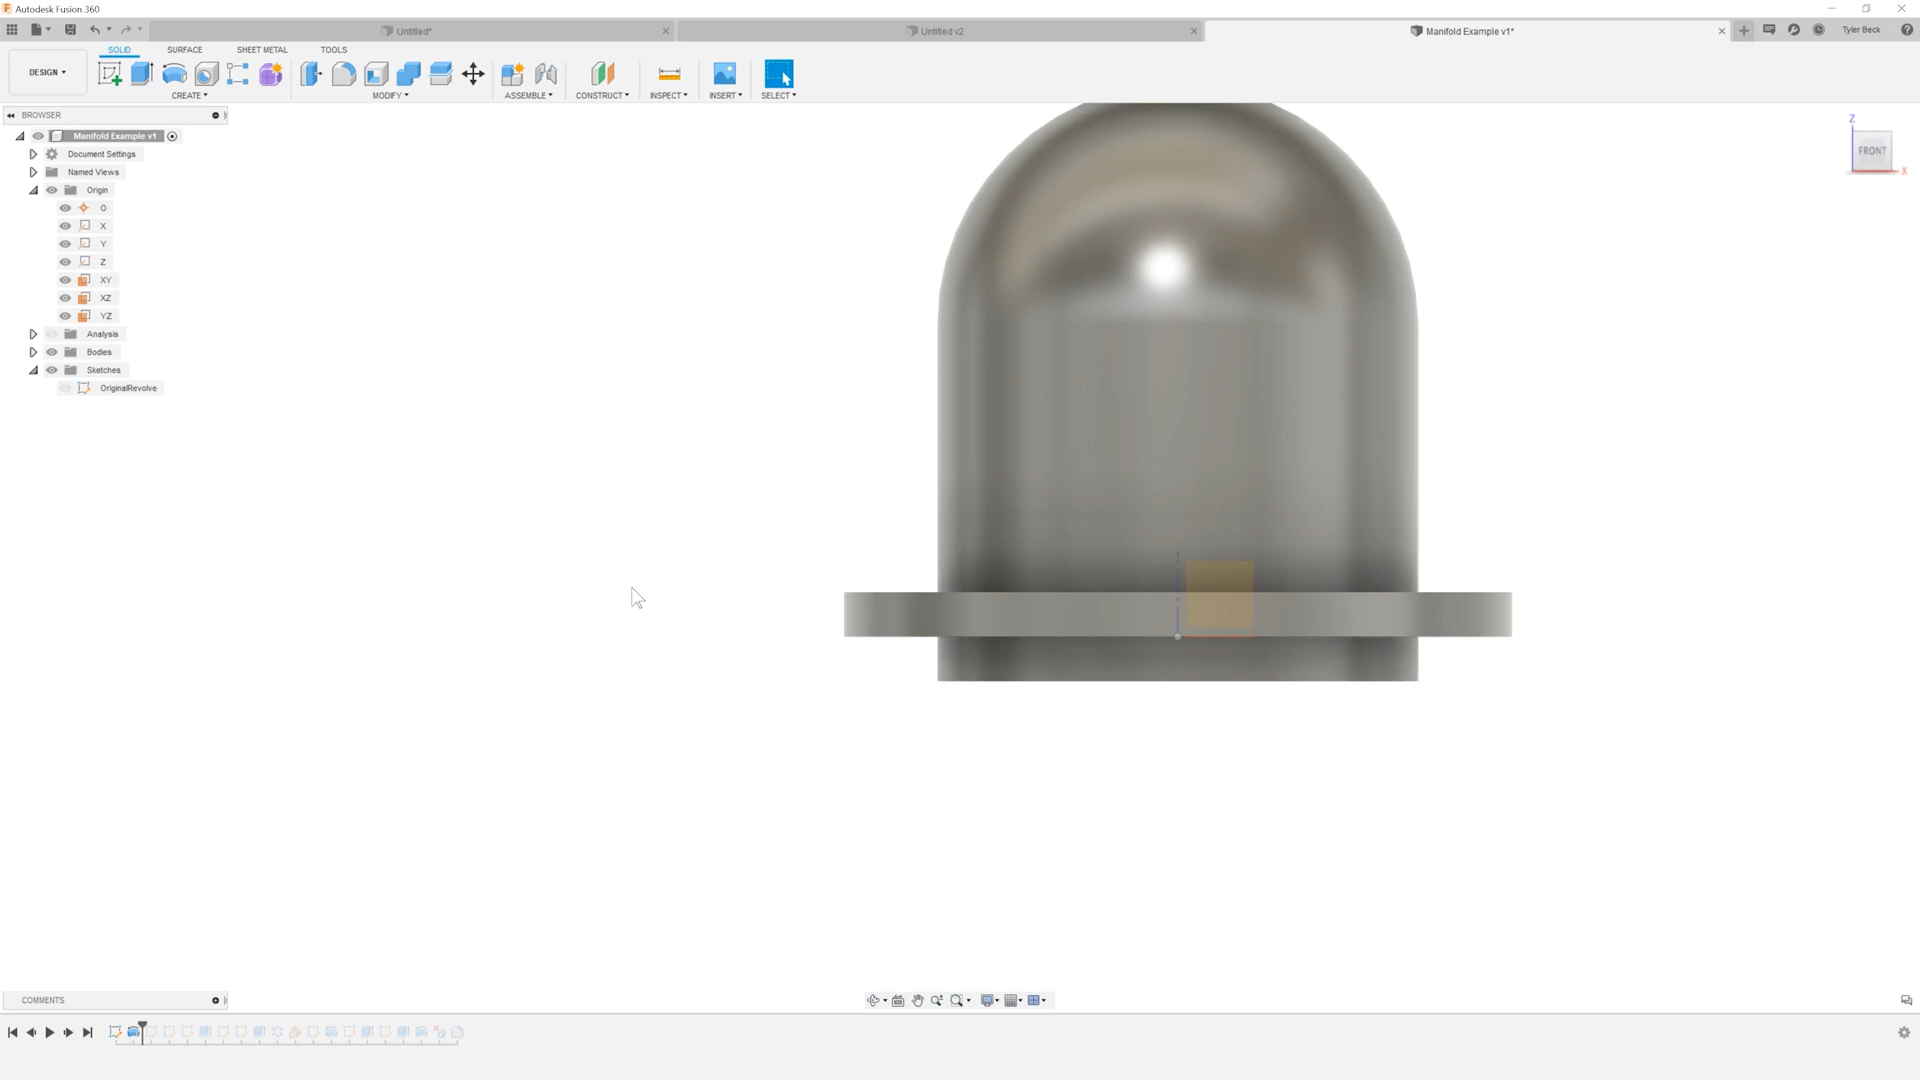 Autodesk Fusion 360
Untitled*
Untitled v2
Manifold Example v1*
Tyler Beck
DESIGN
SOLID
SURFACE
SHEET METAL
TOOLS
CREATE
MODIFY
ASSEMBLE
CONSTRUCT
INSPECT
INSERT
SELECT
BROWSER
Manifold Example v1
Document Settings
Named Views
Origin
O
X
Y
Z
XY
XZ
YZ
Analysis
Bodies
Sketches
OriginalRevolve
Z
FRONT
X
COMMENTS